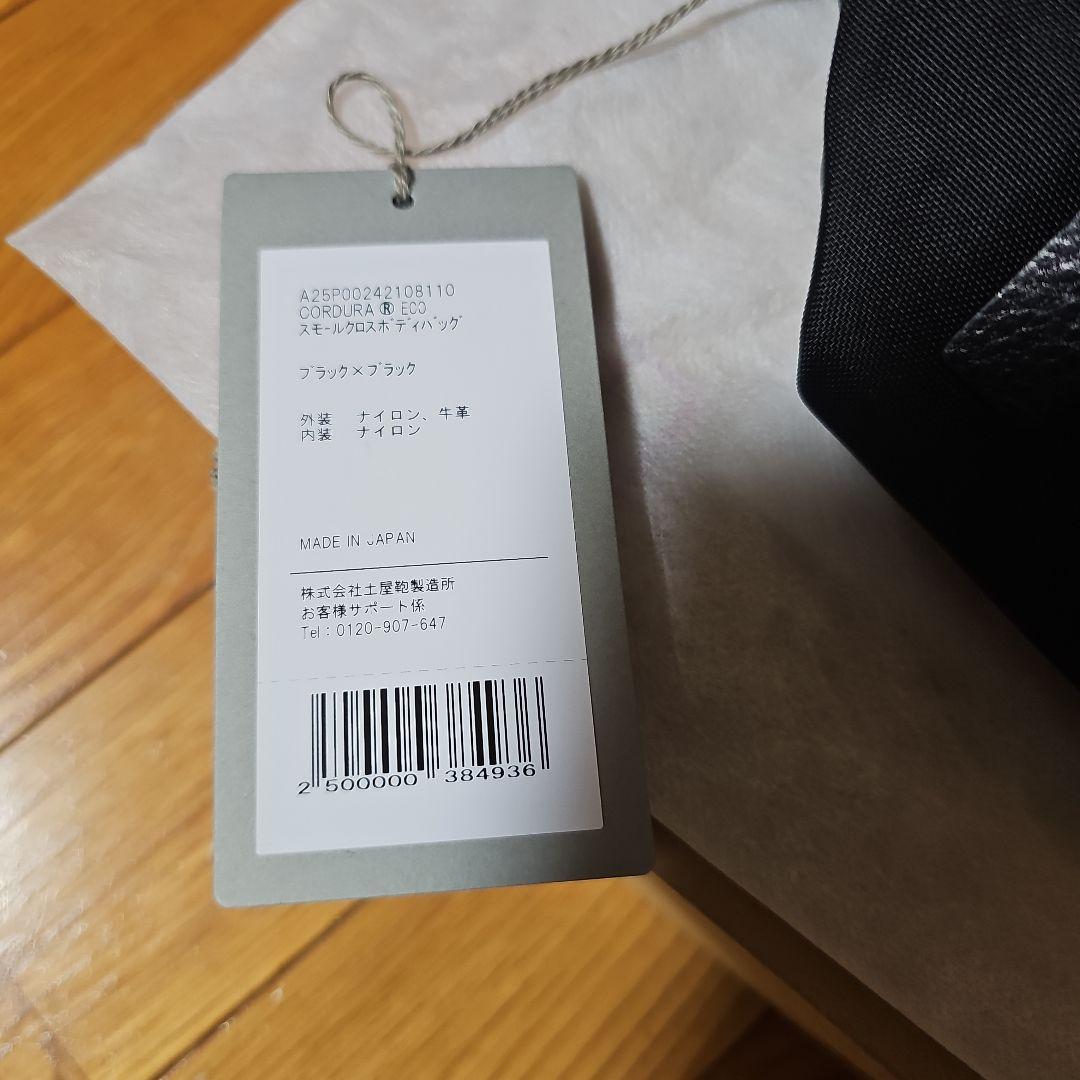 A25P00242108110
CORDURA ® ECO
スモールクロスボディバッグ
ブラック×ブラック
外装 ナイロン、牛革
内装 ナイロン
MADE IN JAPAN
株式会社土屋鞄製造所
お客様サポート係
Tel：0120-907-647
2 500000 384936